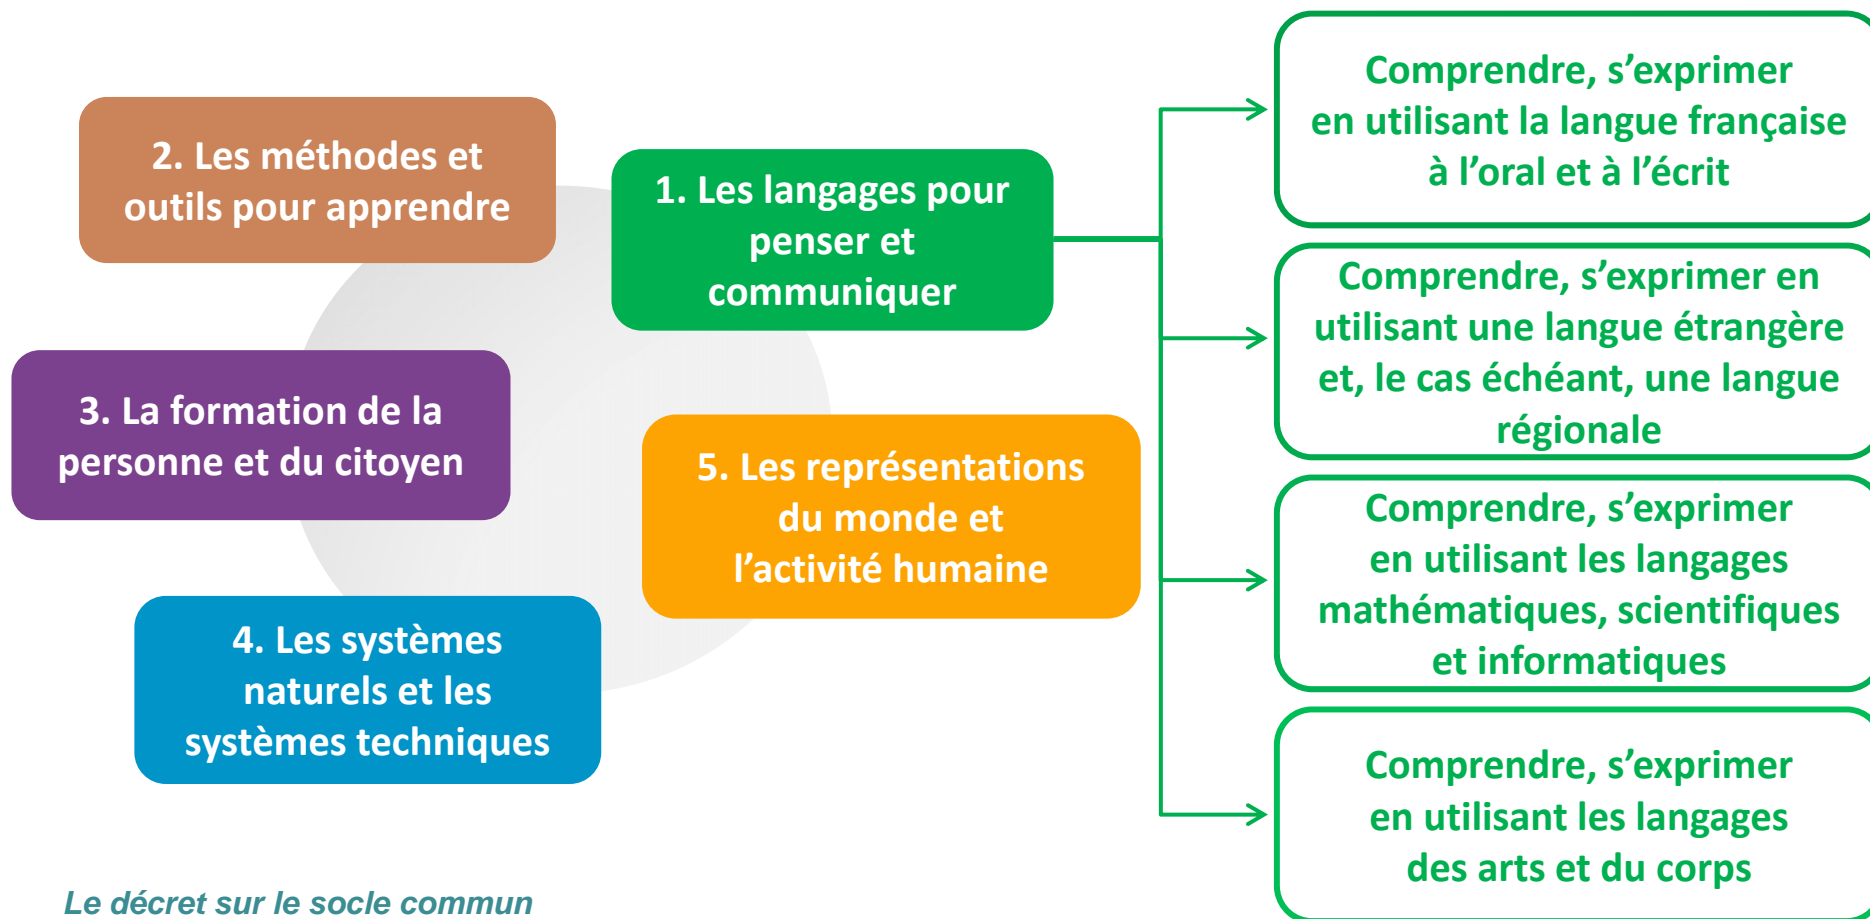 2. Les méthodes et
outils pour apprendre
1. Les langages pour
penser et
communiquer
3. La formation de la
personne et du citoyen
5. Les représentations
du monde et
l’activité humaine
4. Les systèmes
naturels et les
systèmes techniques
Comprendre, s’exprimer
en utilisant la langue française
à l’oral et à l’écrit
Comprendre, s’exprimer en
utilisant une langue étrangère
et, le cas échéant, une langue
régionale
Comprendre, s’exprimer
en utilisant les langages
mathématiques, scientifiques
et informatiques
Comprendre, s’exprimer
en utilisant les langages
des arts et du corps
Le décret sur le socle commun